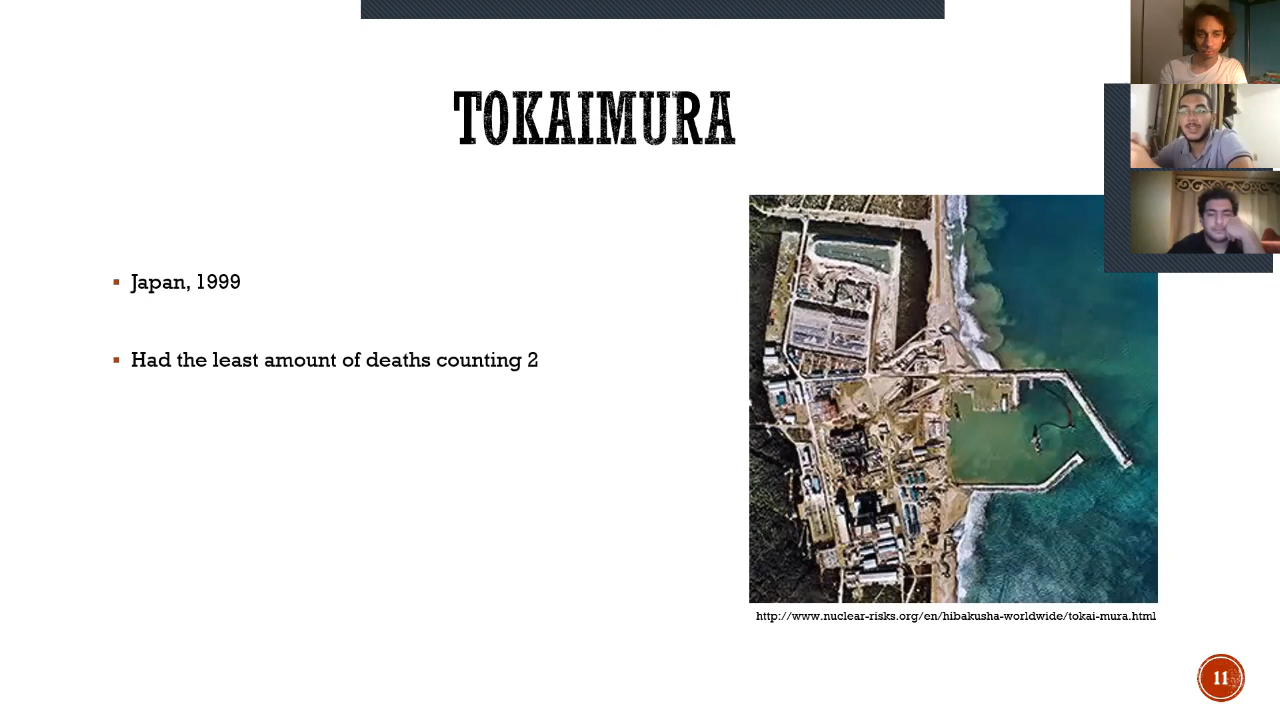 TOKAIMURA
Japan, 1999
Had the least amount of deaths counting 2
http://www.nuclear-risks.org/en/hibakusha-worldwide/tokai-mura.html
11